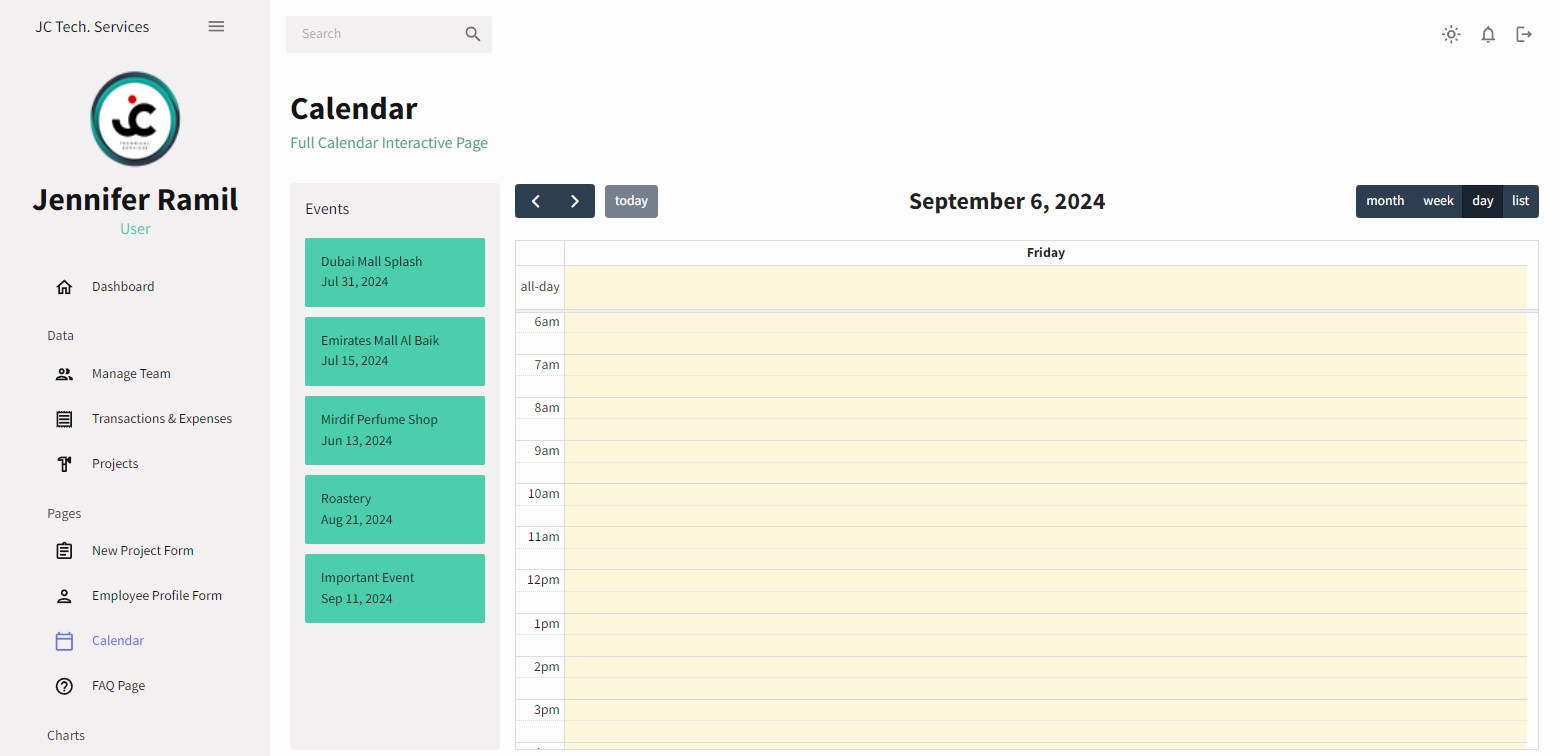 JC Tech. Services
JC
TECHNICAL
SERVICES
Jennifer Ramil
User
Dashboard
Data
Manage Team
Transactions & Expenses
Projects
Pages
New Project Form
Employee Profile Form
Calendar
FAQ Page
Charts
Search
Calendar
Full Calendar Interactive Page
Events
Dubai Mall Splash
Jul 31, 2024
Emirates Mall Al Baik
Jul 15, 2024
Mirdif Perfume Shop
Jun 13, 2024
Roastery
Aug 21, 2024
Important Event
Sep 11, 2024
today
September 6, 2024
month week day list
Friday
all-day
6am
7am
8am
9am
10am
11am
12pm
1pm
2pm
3pm